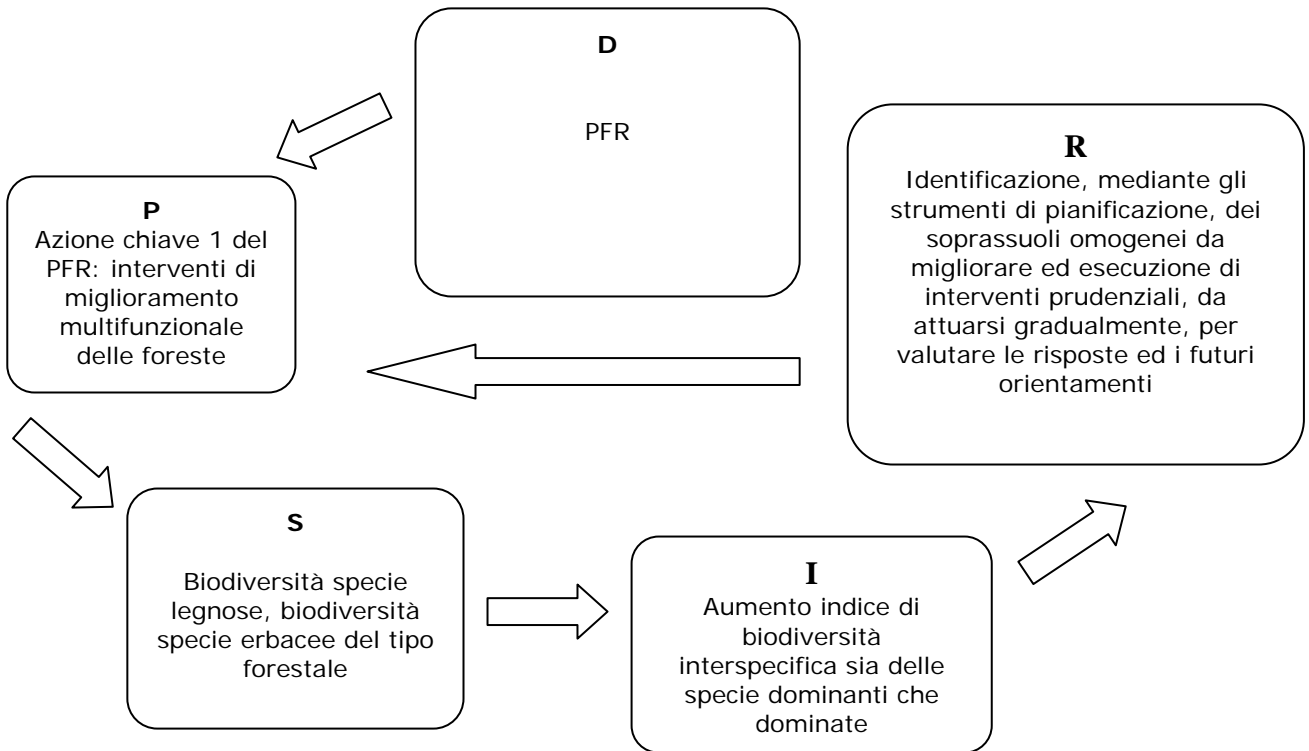 D
PFR
P
Azione chiave 1 del
PFR: interventi di
miglioramento
multifunzionale
delle foreste
S
Biodiversità specie
legnose, biodiversità
specie erbacee del tipo
forestale
I
Aumento indice di
biodiversità
interspecifica sia delle
specie dominanti che
dominate
R
Identificazione, mediante gli
strumenti di pianificazione, dei
soprassuoli omogenei da
migliorare ed esecuzione di
interventi prudenziali, da
attuarsi gradualmente, per
valutare le risposte ed i futuri
orientamenti